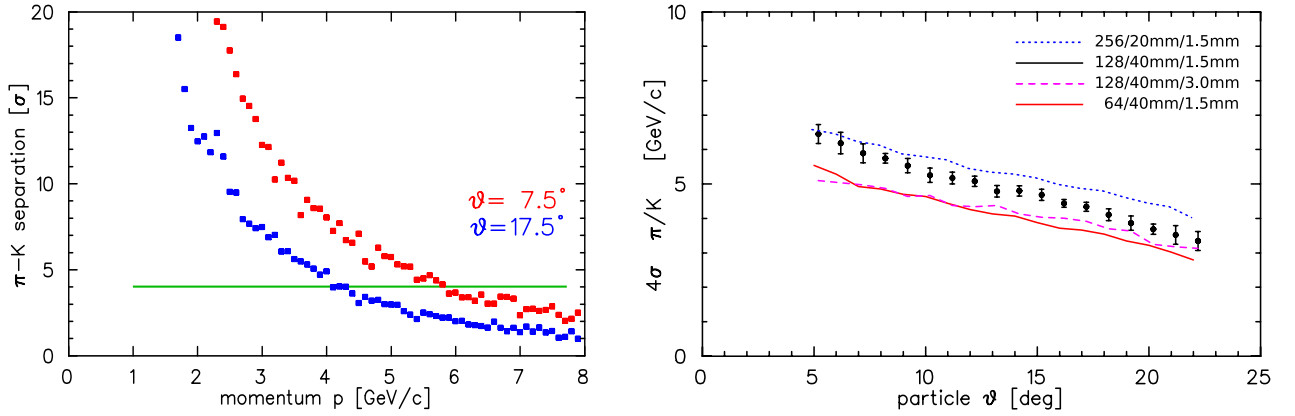 20
15
10
5
0
π−K separation [σ]
ϑ= 7.5°
ϑ=17.5°
0 1 2 3 4 5 6 7 8
momentum p [GeV/c]
10
5
0
4σ π/K [GeV/c]
256/20mm/1.5mm
128/40mm/1.5mm
128/40mm/3.0mm
64/40mm/1.5mm
0 5 10 15 20 25
particle ϑ [deg]